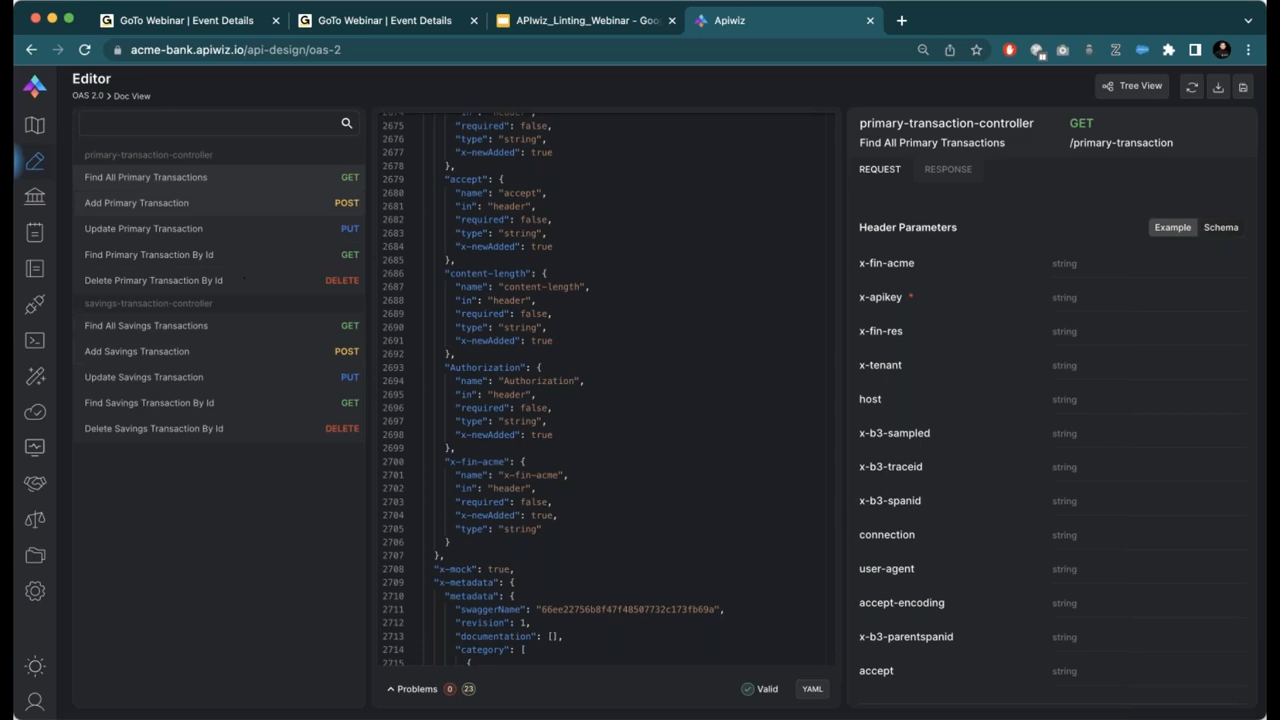 GoTo Webinar | Event Details
GoTo Webinar | Event Details
APIwiz_Linting_Webinar - Goo
Apiwiz
acme-bank.apiwiz.io/api-design/oas-2
Editor
OAS 2.0 > Doc View
Tree View
primary-transaction-controller
Find All Primary Transactions GET
Add Primary Transaction POST
Update Primary Transaction PUT
Find Primary Transaction By Id GET
Delete Primary Transaction By Id DELETE
savings-transaction-controller
Find All Savings Transactions GET
Add Savings Transaction POST
Update Savings Transaction PUT
Find Savings Transaction By Id GET
Delete Savings Transaction By Id DELETE
2674 "in": "header",
2675 "required": false,
2676 "type": "string",
2677 "x-newAdded": true
2678 },
2679 "accept": {
2680 "name": "accept",
2681 "in": "header",
2682 "required": false,
2683 "type": "string",
2684 "x-newAdded": true
2685 },
2686 "content-length": {
2687 "name": "content-length",
2688 "in": "header",
2689 "required": false,
2690 "type": "string",
2691 "x-newAdded": true
2692 },
2693 "Authorization": {
2694 "name": "Authorization",
2695 "in": "header",
2696 "required": false,
2697 "type": "string",
2698 "x-newAdded": true
2699 },
2700 "x-fin-acme": {
2701 "name": "x-fin-acme",
2702 "in": "header",
2703 "required": false,
2704 "x-newAdded": true,
2705 "type": "string"
2706 }
2707 },
2708 "x-mock": true,
2709 "x-metadata": {
2710 "metadata": {
2711 "swaggerName": "66ee22756b8f47f48507732c173fb69a",
2712 "revision": 1,
2713 "documentation": [],
2714 "category": [
2715 {
Problems 0 23
Valid YAML
primary-transaction-controller GET
Find All Primary Transactions /primary-transaction
REQUEST RESPONSE
Header Parameters Example Schema
x-fin-acme string
x-apikey * string
x-fin-res string
x-tenant string
host string
x-b3-sampled string
x-b3-traceid string
x-b3-spanid string
connection string
user-agent string
accept-encoding string
x-b3-parentspanid string
accept string